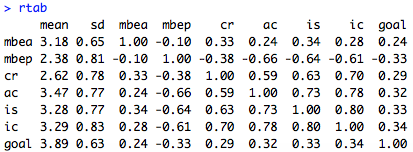 > rtab
mean sd mbea mbep cr ac is ic goal
mbea 3.18 0.65 1.00 -0.10 0.33 0.24 0.34 0.28 0.24
mbep 2.38 0.81 -0.10 1.00 -0.38 -0.66 -0.64 -0.61 -0.33
cr 2.62 0.78 0.33 -0.38 1.00 0.59 0.63 0.70 0.29
ac 3.47 0.77 0.24 -0.66 0.59 1.00 0.73 0.78 0.32
is 3.28 0.77 0.34 -0.64 0.63 0.73 1.00 0.80 0.33
ic 3.29 0.83 0.28 -0.61 0.70 0.78 0.80 1.00 0.34
goal 3.89 0.63 0.24 -0.33 0.29 0.32 0.33 0.34 1.00